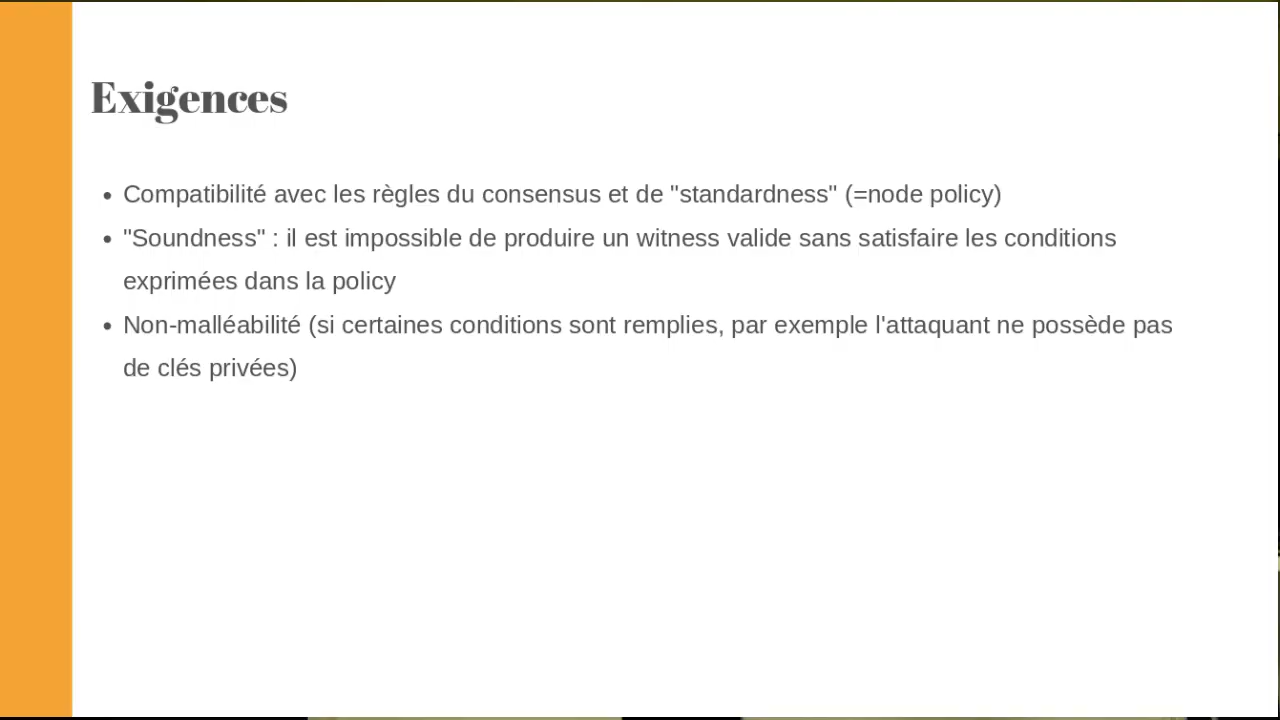 Exigences
• Compatibilité avec les règles du consensus et de "standardness" (=node policy)
• "Soundness" : il est impossible de produire un witness valide sans satisfaire les conditions
exprimées dans la policy
• Non-malléabilité (si certaines conditions sont remplies, par exemple l'attaquant ne possède pas
de clés privées)